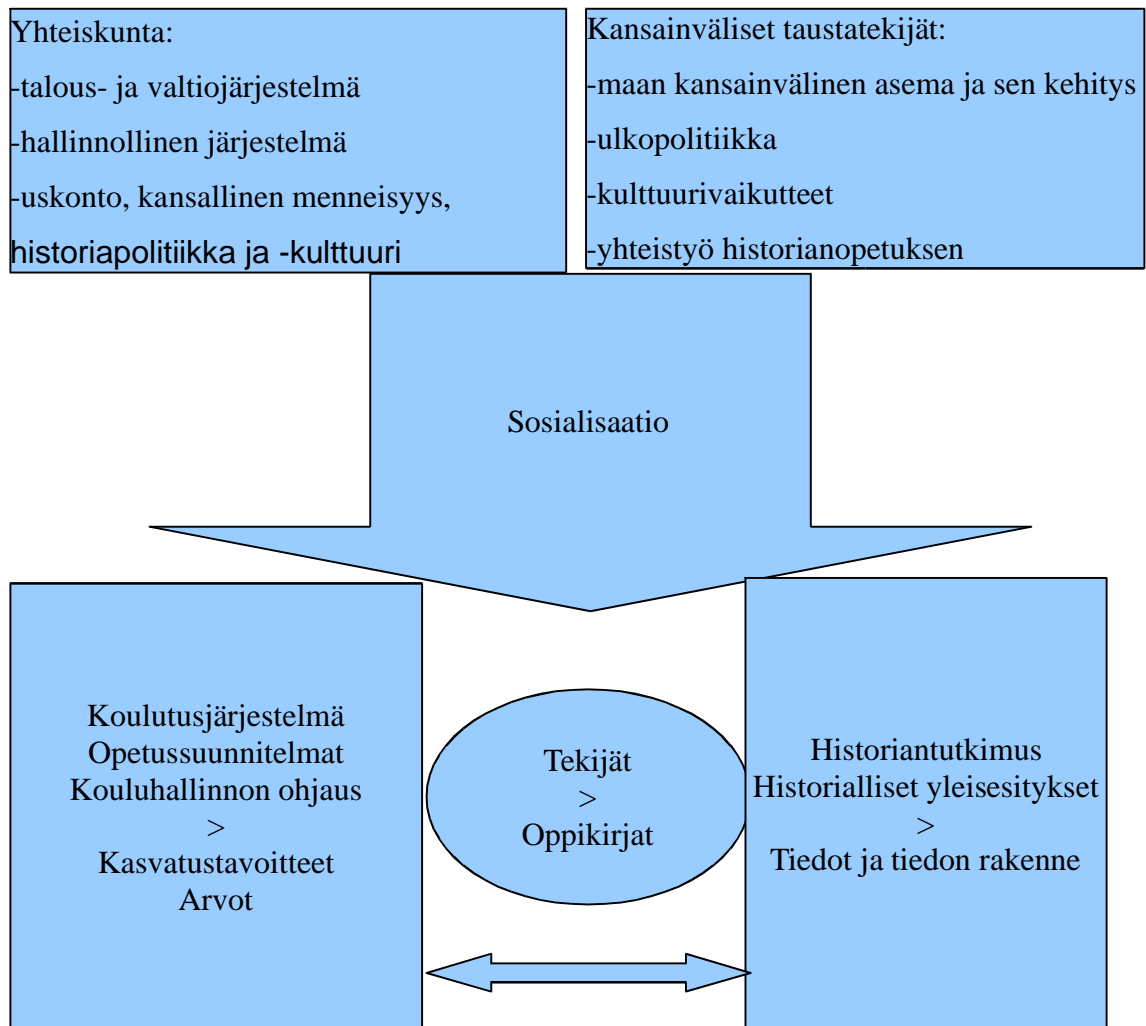 Yhteiskunta:
-talous- ja valtiojärjestelmä
-hallinnollinen järjestelmä
-uskonto, kansallinen menneisyys,
historiapolitiikka ja -kulttuuri
Kansainväliset taustatekijät:
-maan kansainvälinen asema ja sen kehitys
-ulkopolitiikka
-kulttuurivaikutteet
-yhteistyö historianopetuksen
Sosialisaatio
Koulutusjärjestelmä
Opetussuunnitelmat
Kouluhallinnon ohjaus
>
Kasvatustavoitteet
Arvot
Tekijät
>
Oppikirjat
Historiantutkimus
Historialliset yleisesitykset
>
Tiedot ja tiedon rakenne